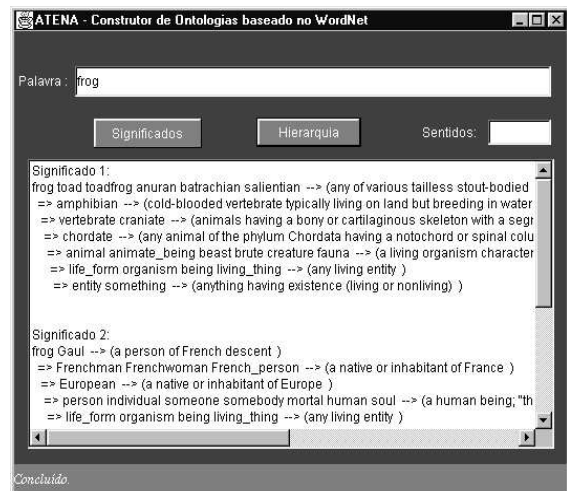 ATENA - Construtor de Ontologias baseado no WordNet
Palavra : frog
Significados Hierarquia Sentidos:
Significado 1:
frog toad toadfrog anuran batrachian salientian --> (any of various tailless stout-bodied
=> amphibian --> (cold-blooded vertebrate typically living on land but breeding in water
=> vertebrate craniate --> (animals having a bony or cartilaginous skeleton with a segr
=> chordate --> (any animal of the phylum Chordata having a notochord or spinal colu
=> animal animate_being beast brute creature fauna --> (a living organism character
=> life_form organism being living_thing --> (any living entity )
=> entity something --> (anything having existence (living or nonliving) )
Significado 2:
frog Gaul --> (a person of French descent )
=> Frenchman Frenchwoman French_person --> (a native or inhabitant of France )
=> European --> (a native or inhabitant of Europe )
=> person individual someone somebody mortal human soul --> (a human being; "th
=> life_form organism being living_thing --> (any living entity )
Concluído.